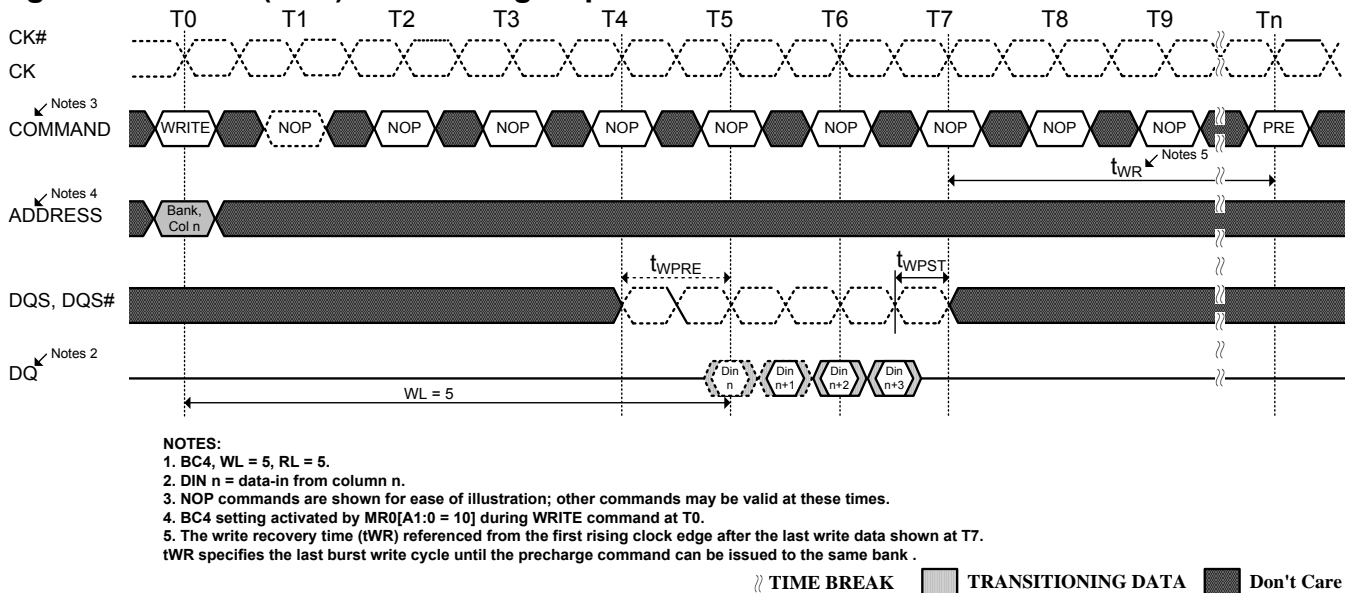 T0 T1 T2 T3 T4 T5 T6 T7 T8 T9 Tn
CK#
CK
Notes 3
COMMAND
WRITE NOP NOP NOP NOP NOP NOP NOP NOP NOP PRE
tWR Notes 5
Notes 4
ADDRESS
Bank,
Col n
tWPRE tWPST
DQS, DQS#
Notes 2
DQ
Din Din Din Din
n n+1 n+2 n+3
WL = 5
NOTES:
1. BC4, WL = 5, RL = 5.
2. DIN n = data-in from column n.
3. NOP commands are shown for ease of illustration; other commands may be valid at these times.
4. BC4 setting activated by MR0[A1:0 = 10] during WRITE command at T0.
5. The write recovery time (tWR) referenced from the first rising clock edge after the last write data shown at T7.
tWR specifies the last burst write cycle until the precharge command can be issued to the same bank .
TIME BREAK TRANSITIONING DATA Don't Care